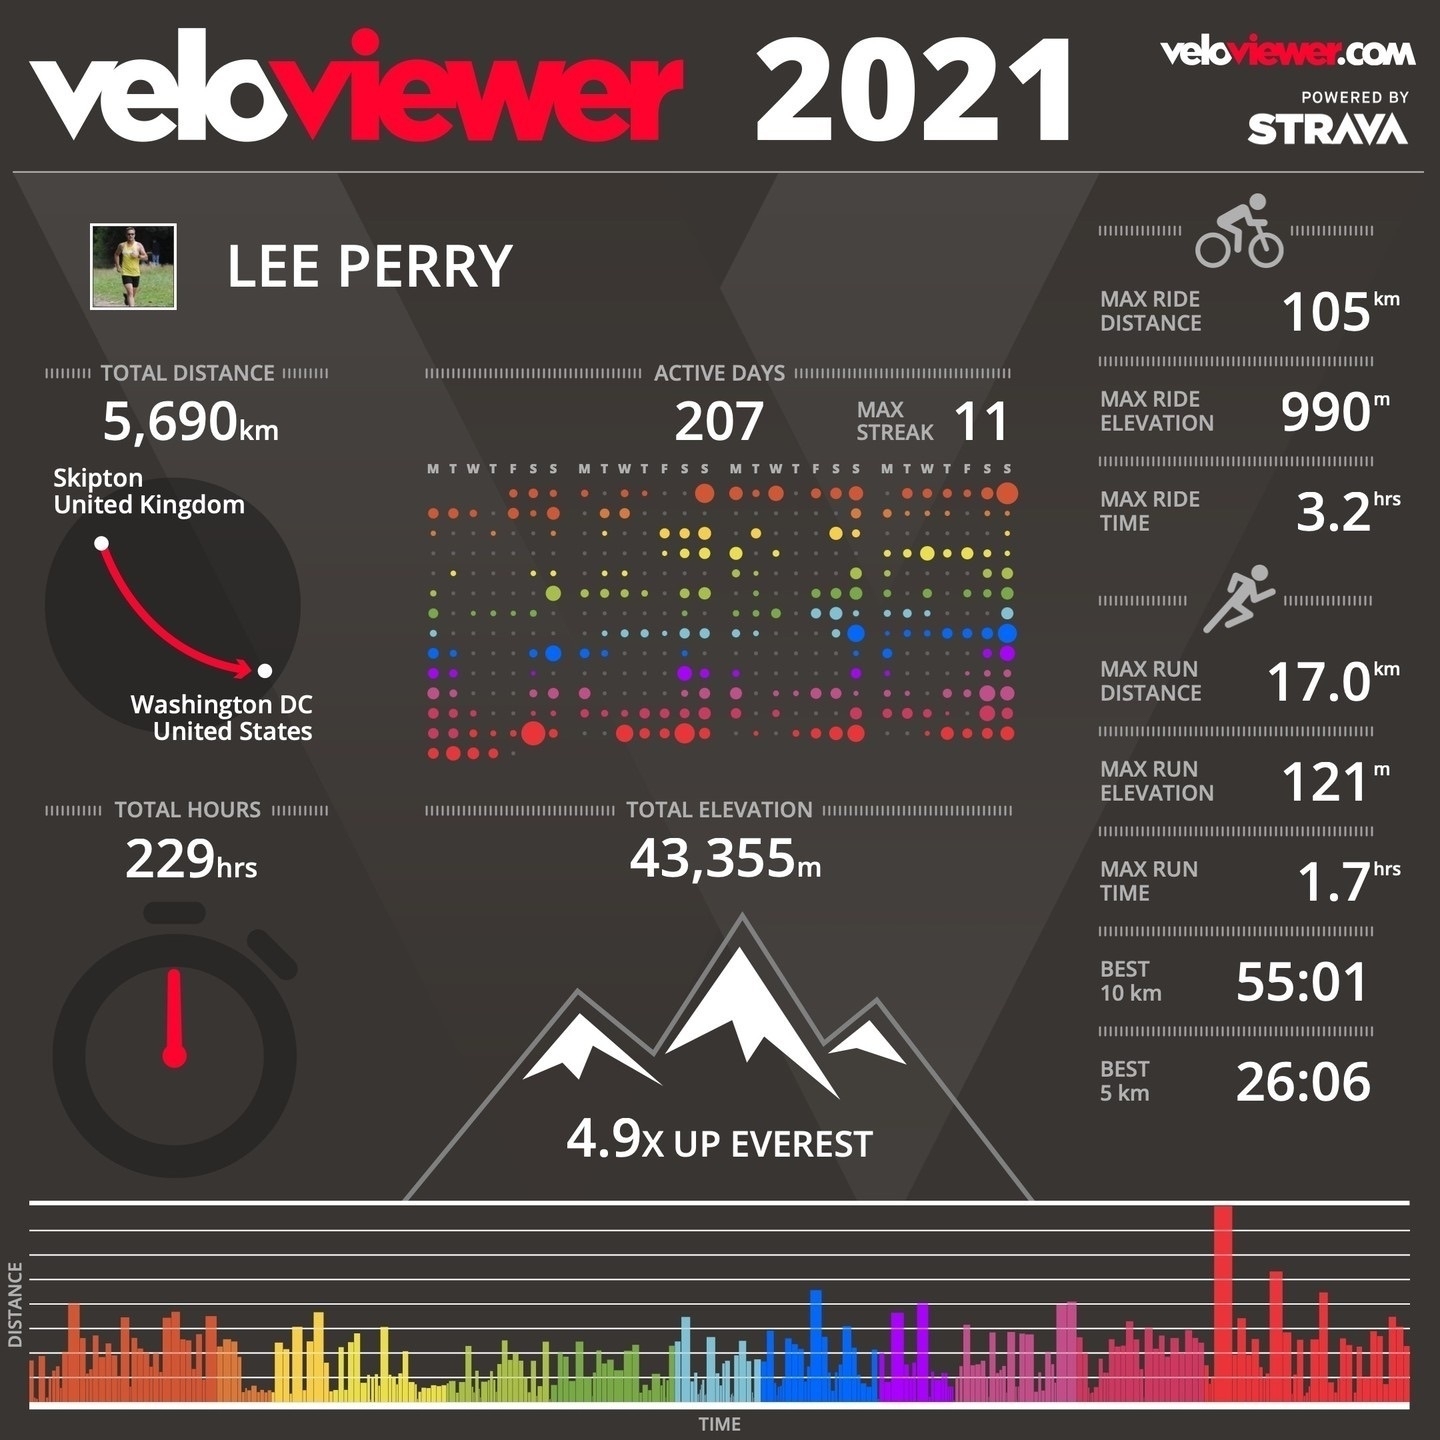 veloviewer 2021
veloviewer.com
POWERED BY
STRAVA
LEE PERRY
TOTAL DISTANCE
5,690km
Skipton
United Kingdom
Washington DC
United States
ACTIVE DAYS
207
MAX
STREAK 11
M T W T F S S M T W T F S S M T W T F S S M T W T F S S
TOTAL HOURS
229hrs
TOTAL ELEVATION
43,355m
4.9X UP EVEREST
MAX RIDE
DISTANCE 105km
MAX RIDE
ELEVATION 990m
MAX RIDE
TIME 3.2hrs
MAX RUN
DISTANCE 17.0km
MAX RUN
ELEVATION 121m
MAX RUN
TIME 1.7hrs
BEST
10 km 55:01
BEST
5 km 26:06
DISTANCE
TIME